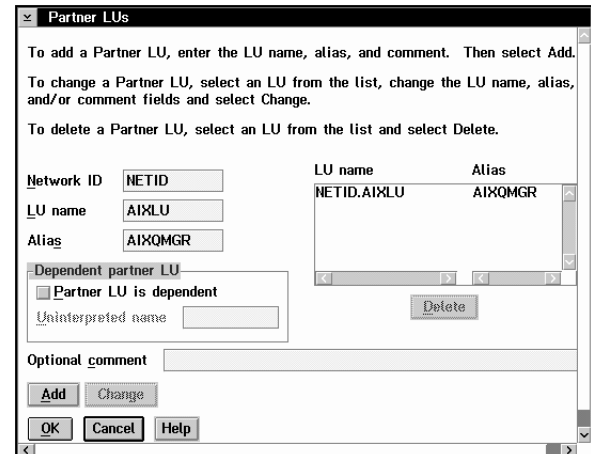 Partner LUs
To add a Partner LU, enter the LU name, alias, and comment. Then select Add.
To change a Partner LU, select an LU from the list, change the LU name, alias,
and/or comment fields and select Change.
To delete a Partner LU, select an LU from the list and select Delete.
Network ID NETID
LU name AIXLU
Alias AIXQMGR
LU name Alias
NETID.AIXLU AIXQMGR
Dependent partner LU
Partner LU is dependent
Uninterpreted name
Delete
Optional comment
Add Change
OK Cancel Help